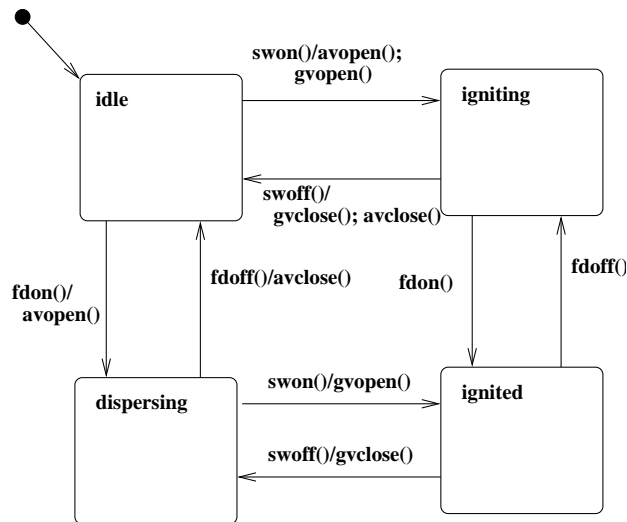 swon()/avopen();
gvopen()
idle
igniting
swoff()/
gvclose(); avclose()
fdon()/
avopen()
fdoff()/avclose()
fdon()
fdoff()
swon()/gvopen()
dispersing
ignited
swoff()/gvclose()